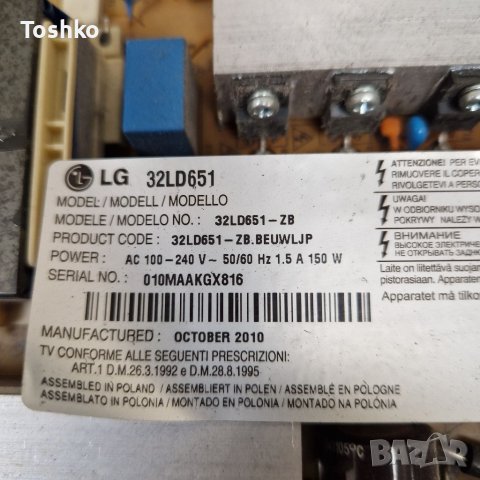 Toshko
LG 32LD651
MODEL/MODELL/MODELLO
MODELE/MODELO NO. : 32LD651-ZB
PRODUCT CODE : 32LD651-ZB.BEUWLJP
POWER : AC 100-240 V ~ 50/60 Hz 1.5 A 150 W
SERIAL NO. : 010MAAKGX816
MANUFACTURED : OCTOBER 2010
TV CONFORME ALLE SEGUENTI PRESCRIZIONI:
ART.1 D.M.26.3.1992 e D.M.28.8.1995
ASSEMBLED IN POLAND / ASSEMBLIERT IN POLEN / ASSEMBLÉ EN POLOGNE
ASSEMBLATO IN POLONIA / MONTADO EN POLONIA / MONTADO NA POLÓNIA
ATTENZIONE! PER EV
RIMUOVERE IL COPER
RIVOLGETEVI A PERSO
UWAGA!
W ODBIORNIKU WYSO
POKRYWY NALEŻY W
ВНИМАНИЕ
ВЫСОКОЕ ЭЛЕКТРИЧЕ
НЕ ОТКРЫВАТЬ ЗАДНЮ
Laite on liitettävä suojam
pistorasiaan. Apparatet
Apparatet må tilkop
105°C
BAZAR